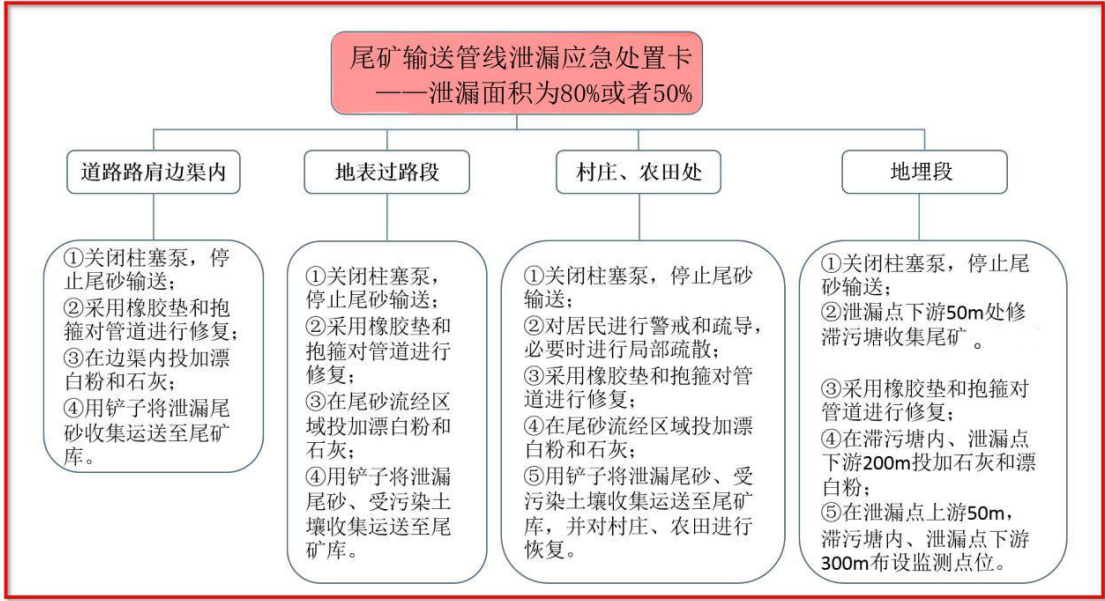 尾矿输送管线泄漏应急处置卡
——泄漏面积为80%或者50%
道路路肩边渠内
①关闭柱塞泵，停
止尾砂输送；
②采用橡胶垫和抱
箍对管道进行修复；
③在边渠内投加漂
白粉和石灰；
④用铲子将泄漏尾
砂收集运送至尾矿
库。
地表过路段
①关闭柱塞泵，
停止尾砂输送；
②采用橡胶垫和
抱箍对管道进行
修复；
③在尾砂流经区
域投加漂白粉和
石灰；
④用铲子将泄漏
尾砂、受污染土
壤收集运送至尾
矿库。
村庄、农田处
①关闭柱塞泵，停止尾砂
输送；
②对居民进行警戒和疏导，
必要时进行局部疏散；
③采用橡胶垫和抱箍对管
道进行修复；
④在尾砂流经区域投加漂
白粉和石灰；
⑤用铲子将泄漏尾砂、受
污染土壤收集运送至尾矿
库，并对村庄、农田进行
恢复。
地埋段
①关闭柱塞泵，停止尾
砂输送；
②泄漏点下游50m处修
滞污塘收集尾矿 。
③采用橡胶垫和抱箍对
管道进行修复；
④在滞污塘内、泄漏点
下游200m投加石灰和漂
白粉；
⑤在泄漏点上游50m，
滞污塘内、泄漏点下游
300m布设监测点位。